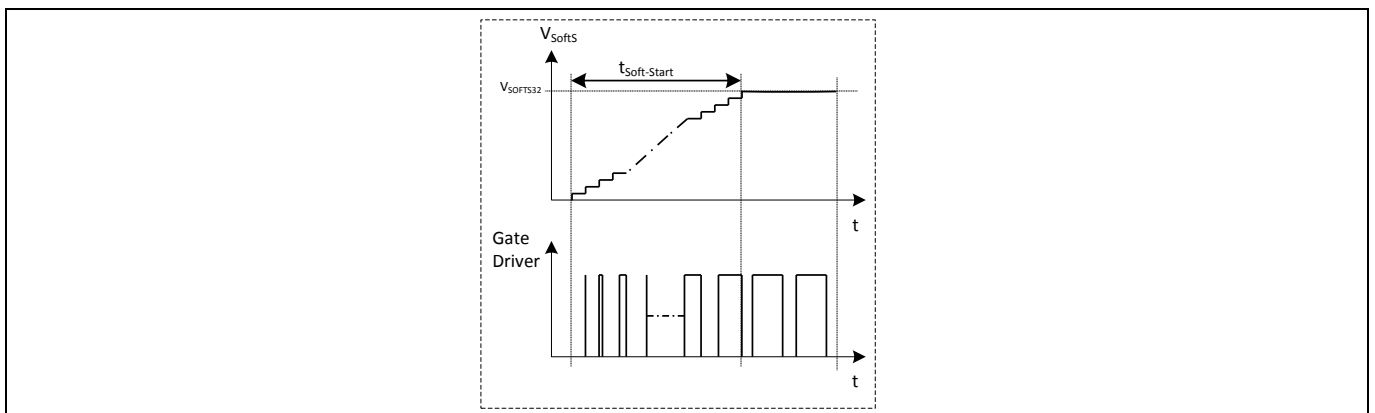 VSoftS
tSoft-Start
VSOFTS32
t
Gate
Driver
t